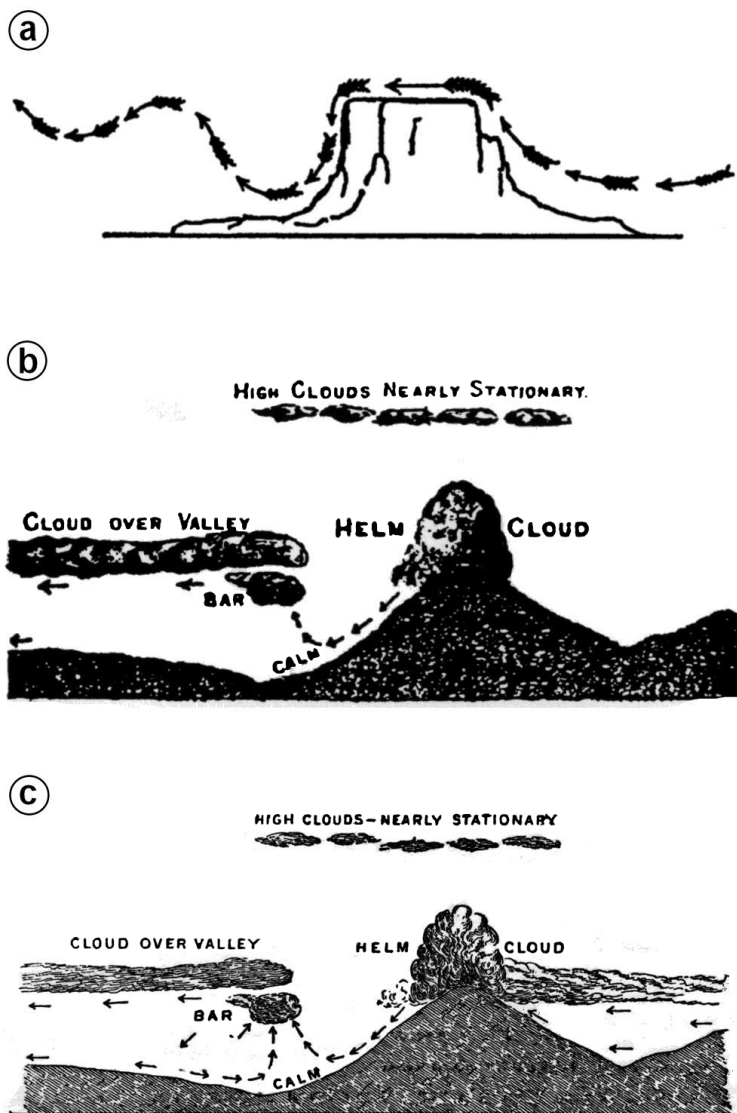 a
b
HIGH CLOUDS NEARLY STATIONARY.
CLOUD OVER VALLEY
HELM CLOUD
BAR
CALM
c
HIGH CLOUDS—NEARLY STATIONARY
CLOUD OVER VALLEY
HELM CLOUD
BAR
CALM